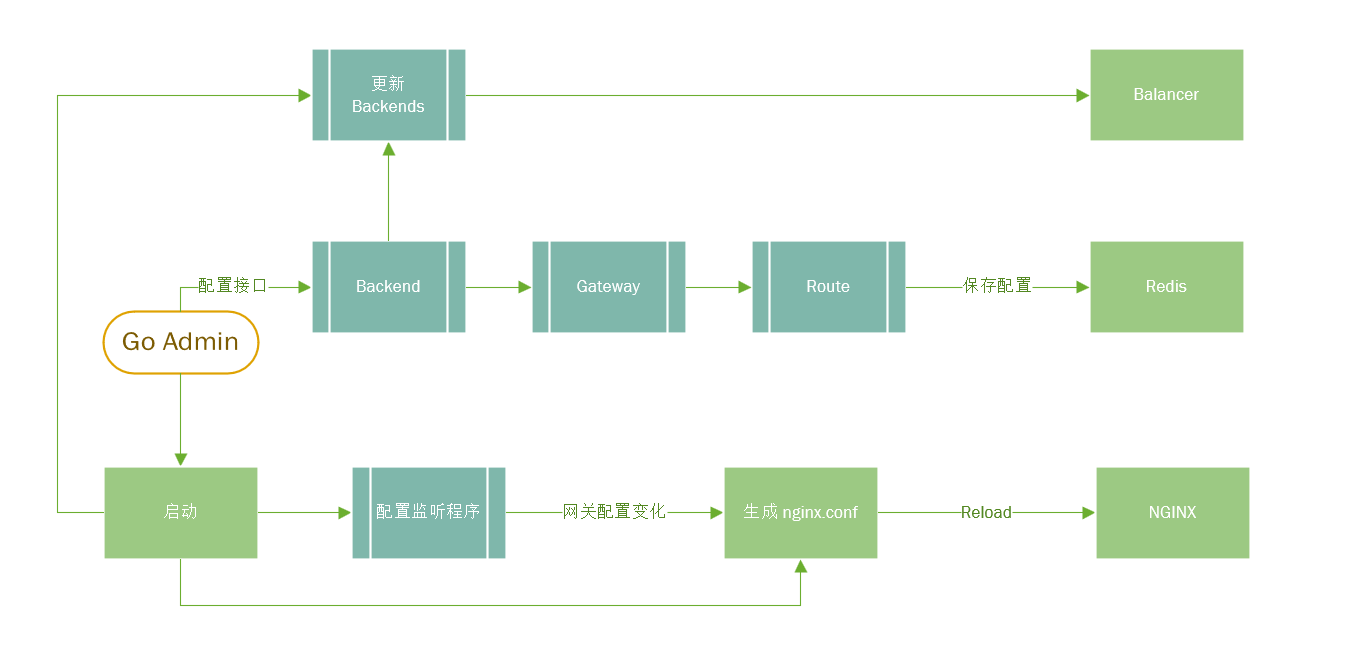 更新
Backends
Balancer
配置接口
Backend
Gateway
Route
保存配置
Redis
Go Admin
启动
配置监听程序
网关配置变化
生成 nginx.conf
Reload
NGINX